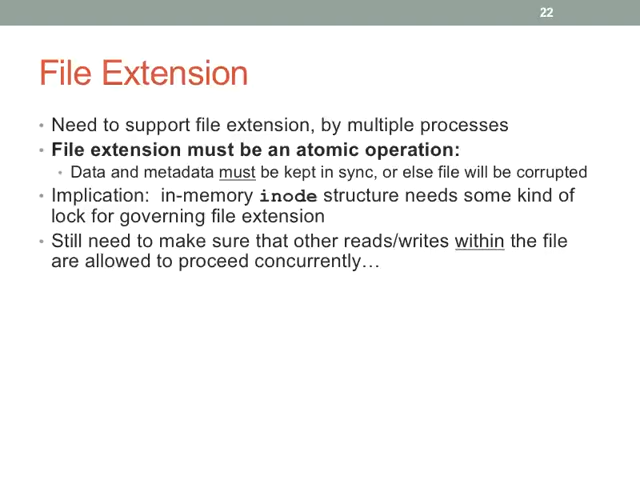 22
File Extension
• Need to support file extension, by multiple processes
• File extension must be an atomic operation:
• Data and metadata must be kept in sync, or else file will be corrupted
• Implication:  in-memory inode structure needs some kind of
lock for governing file extension
• Still need to make sure that other reads/writes within the file
are allowed to proceed concurrently…